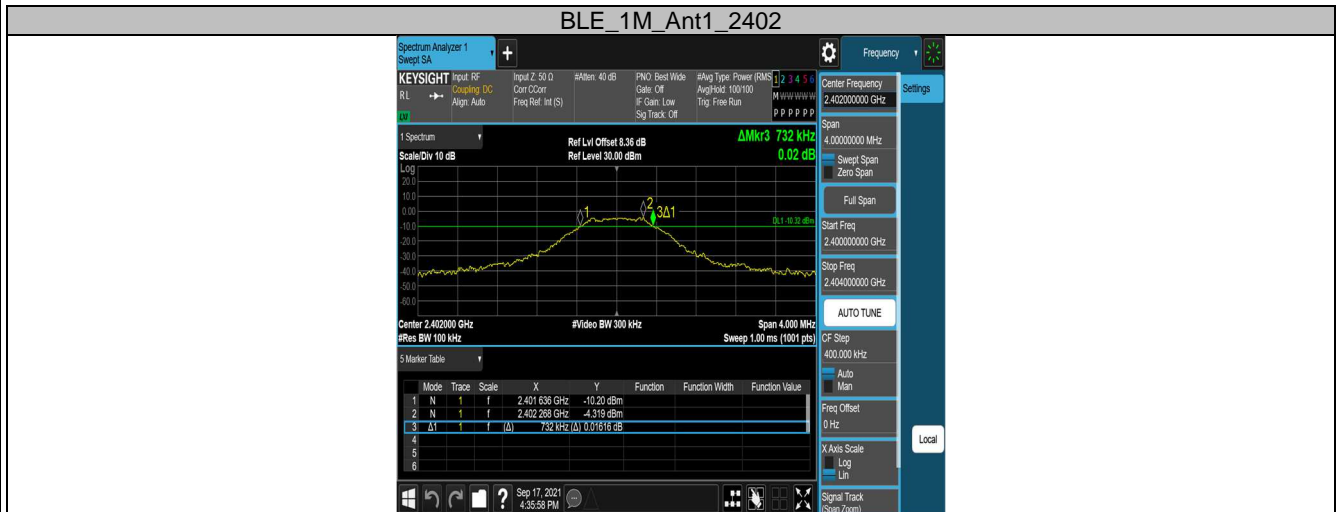 BLE_1M_Ant1_2402
Spectrum Analyzer 1
Swept SA
+
Frequency
KEYSIGHT
RL
LXI
Input: RF
Coupling: DC
Align: Auto
Input Z: 50 Ω
Corr CCorr
Freq Ref: Int (S)
#Atten: 40 dB
PNO: Best Wide
Gate: Off
IF Gain: Low
Sig Track: Off
#Avg Type: Power (RMS
Avg|Hold: 100/100
Trig: Free Run
1 2 3 4 5 6
M W W W W W
P P P P P P
1 Spectrum
Scale/Div 10 dB
Ref Lvl Offset 8.36 dB
Ref Level 30.00 dBm
ΔMkr3 732 kHz
0.02 dB
Log
20.0
10.0
0.00
-10.0
-20.0
-30.0
-40.0
-50.0
-60.0
1
2
3Δ1
DL1 -10.32 dBm
Center 2.402000 GHz
#Res BW 100 kHz
#Video BW 300 kHz
Span 4.000 MHz
Sweep 1.00 ms (1001 pts)
5 Marker Table
Mode Trace Scale X Y Function Function Width Function Value
1 N 1 f 2.401 636 GHz -10.20 dBm
2 N 1 f 2.402 268 GHz -4.319 dBm
3 Δ1 1 f (Δ) 732 kHz (Δ) 0.01616 dB
4
5
6
?
Sep 17, 2021
4:35:58 PM
Center Frequency
2.402000000 GHz
Settings
Span
4.00000000 MHz
Swept Span
Zero Span
Full Span
Start Freq
2.400000000 GHz
Stop Freq
2.404000000 GHz
AUTO TUNE
CF Step
400.000 kHz
Auto
Man
Freq Offset
0 Hz
X Axis Scale
Log
Lin
Local
Signal Track
(Span Zoom)